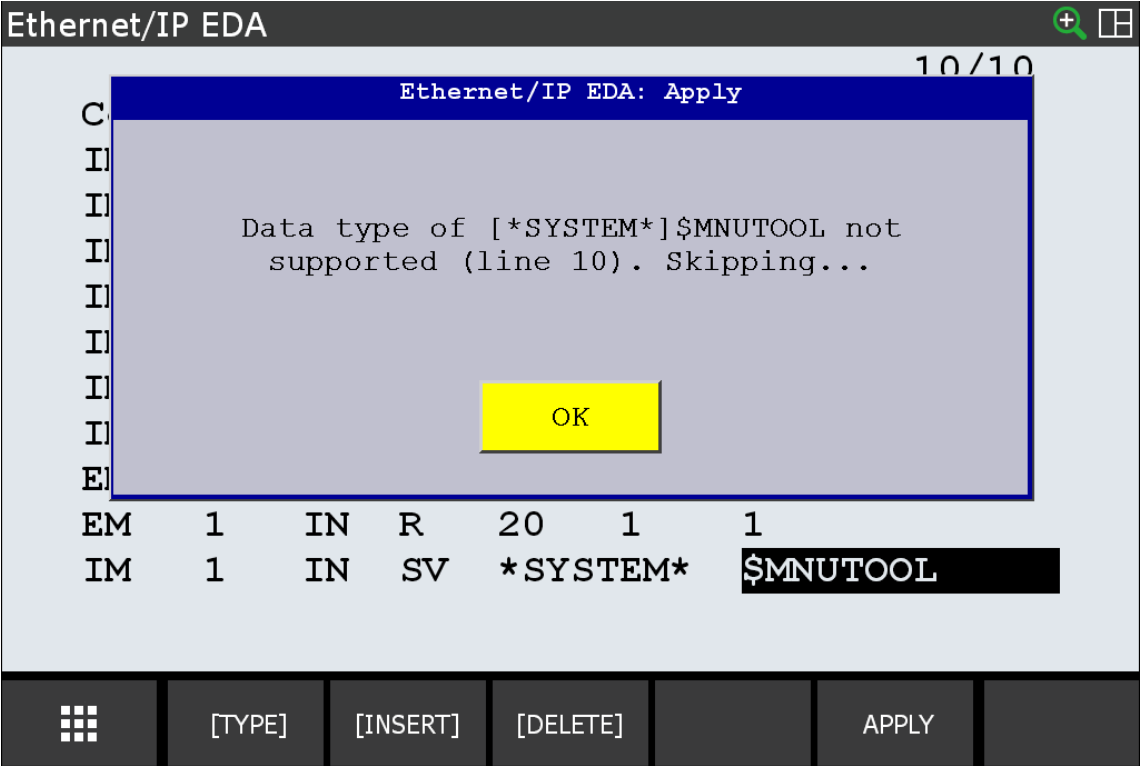 Ethernet/IP EDA
10/10
Ethernet/IP EDA: Apply
Data type of [*SYSTEM*]$MNUTOOL not
supported (line 10). Skipping...
OK
EM 1 IN R 20 1 1
IM 1 IN SV *SYSTEM* $MNUTOOL
[TYPE] [INSERT] [DELETE] APPLY